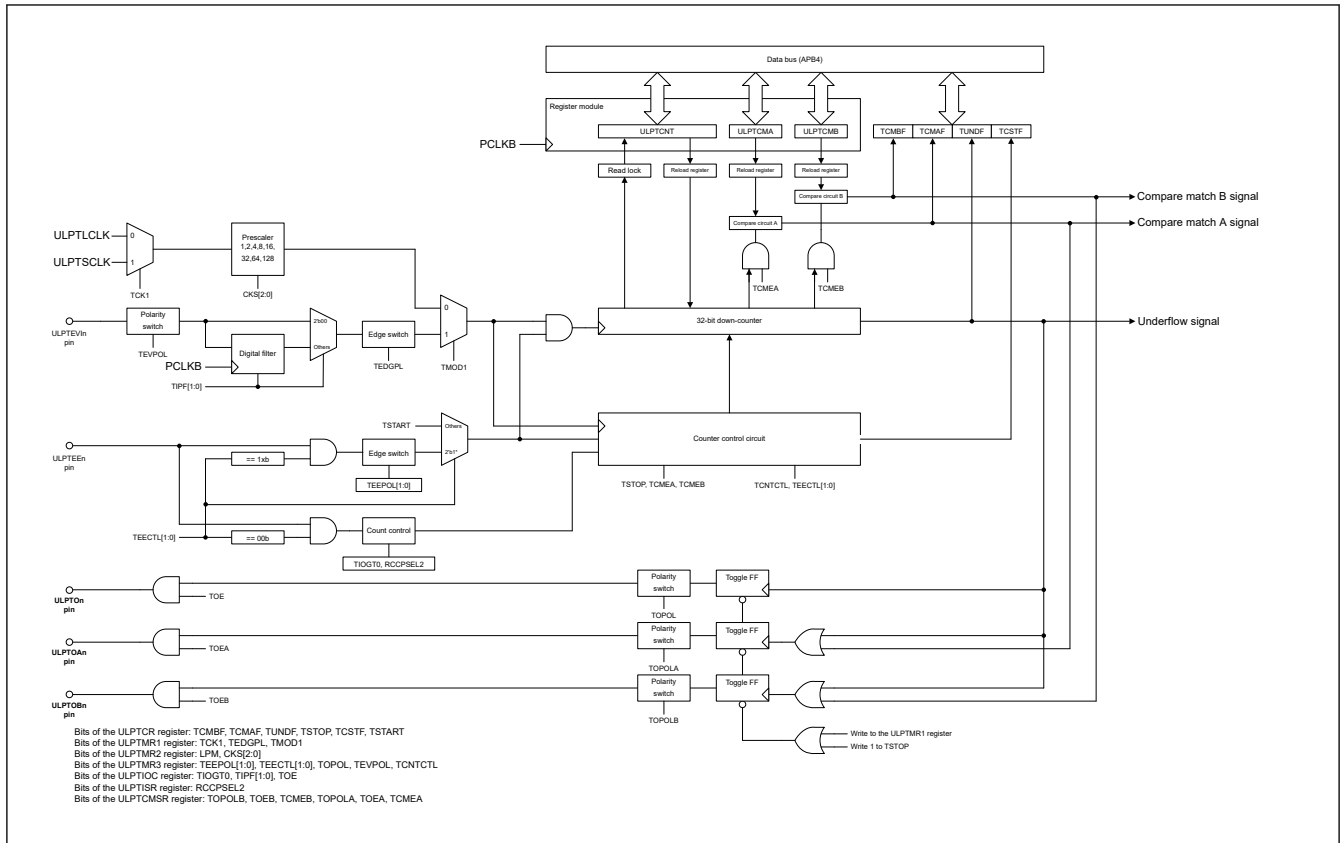 Data bus (APB4)
Register module
ULPTCNT
ULPTCMA
ULPTCMB
TCMBF
TCMAF
TUNDF
TCSTF
PCLKB
Read lock
Reload register
Reload register
Reload register
Compare circuit B
Compare match B signal
Compare circuit A
Compare match A signal
ULPTLCLK
0
ULPTSCLK
1
TCK1
Prescaler
1,2,4,8,16,
32,64,128
CKS[2:0]
TCMEA
TCMEB
ULPTEVIn
pin
Polarity
switch
TEVPOL
PCLKB
Digital filter
TIPF[1:0]
2'b00
Others
Edge switch
TEDGPL
0
1
TMOD1
32-bit down-counter
Underflow signal
ULPTEEn
pin
TSTART
Others
2'b1*
== 1xb
Edge switch
TEEPOL[1:0]
Counter control circuit
TSTOP, TCMEA, TCMEB
TCNTCTL, TEECTL[1:0]
TEECTL[1:0]
== 00b
Count control
TIOGT0, RCCPSEL2
ULPTOn
pin
TOE
Polarity
switch
TOPOL
Toggle FF
ULPTOAn
pin
TOEA
Polarity
switch
TOPOLA
Toggle FF
ULPTOBn
pin
TOEB
Polarity
switch
TOPOLB
Toggle FF
Write to the ULPTMR1 register
Write 1 to TSTOP
Bits of the ULPTCR register: TCMBF, TCMAF, TUNDF, TSTOP, TCSTF, TSTART
Bits of the ULPTMR1 register: TCK1, TEDGPL, TMOD1
Bits of the ULPTMR2 register: LPM, CKS[2:0]
Bits of the ULPTMR3 register: TEEPOL[1:0], TEECTL[1:0], TOPOL, TEVPOL, TCNTCTL
Bits of the ULPTIOC register: TIOGT0, TIPF[1:0], TOE
Bits of the ULPTISR register: RCCPSEL2
Bits of the ULPTCMSR register: TOPOLB, TOEB, TCMEB, TOPOLA, TOEA, TCMEA